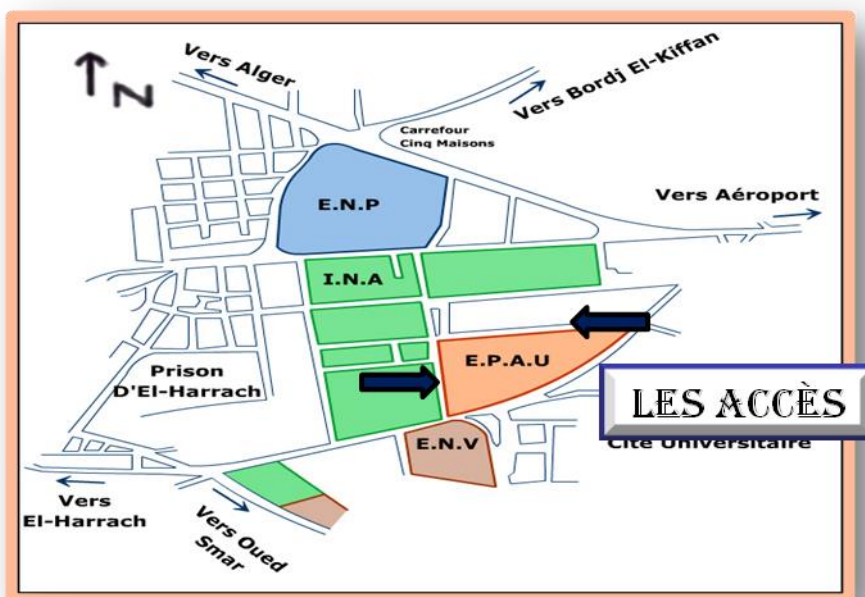 N
Vers Alger
Vers Bordj El-Kiffan
Carrefour
Cinq Maisons
E.N.P
Vers Aéroport
I.N.A
E.P.A.U
Prison
D'El-Harrach
LES ACCÈS
E.N.V
Cité Universitaire
Vers
El-Harrach
Vers Oued
Smar